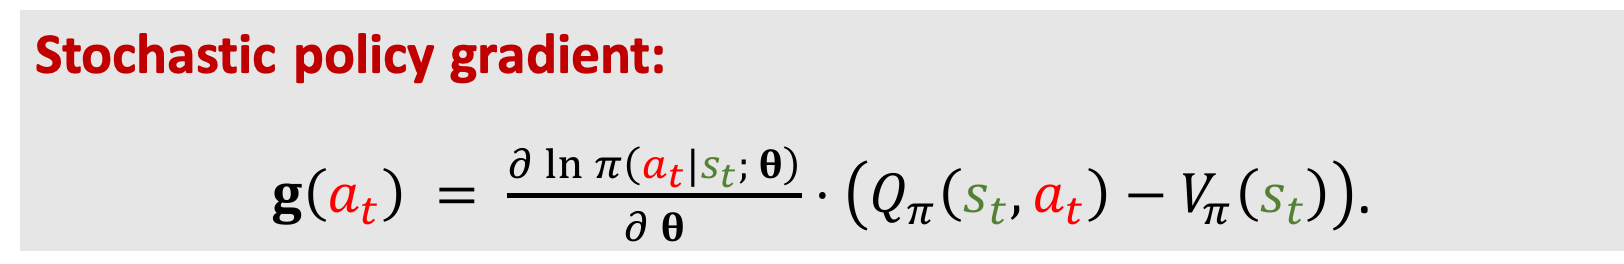 Stochastic policy gradient:
g(a_t) = ∂ ln π(a_t|s_t; θ) / ∂ θ · (Q_π(s_t, a_t) − V_π(s_t)).